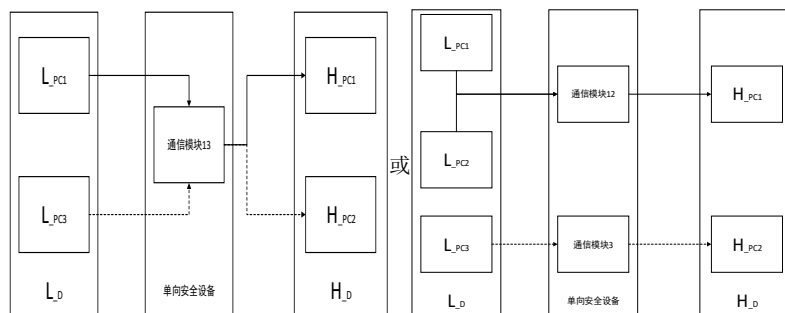 L_PC1
H_PC1
通信模块13
L_PC3
H_PC2
L_D
单向安全设备
H_D
或
L_PC1
通信模块12
H_PC1
L_PC2
L_PC3
通信模块3
H_PC2
L_D
单向安全设备
H_D